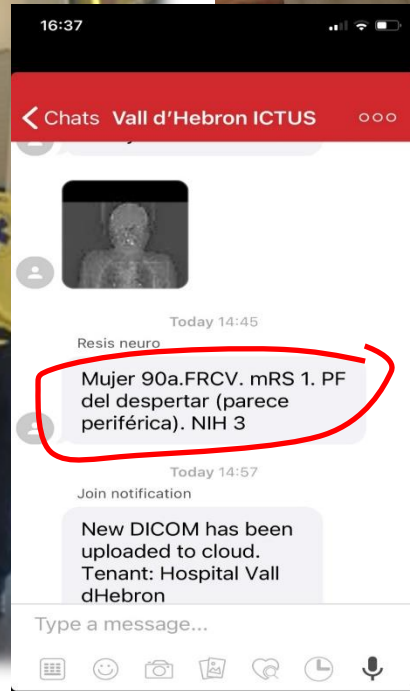 16:37
Chats Vall d'Hebron ICTUS
Today 14:45
Resis neuro
Mujer 90a.FRCV. mRS 1. PF
del despertar (parece
periférica). NIH 3
Today 14:57
Join notification
New DICOM has been
uploaded to cloud.
Tenant: Hospital Vall
dHebron
Type a message...